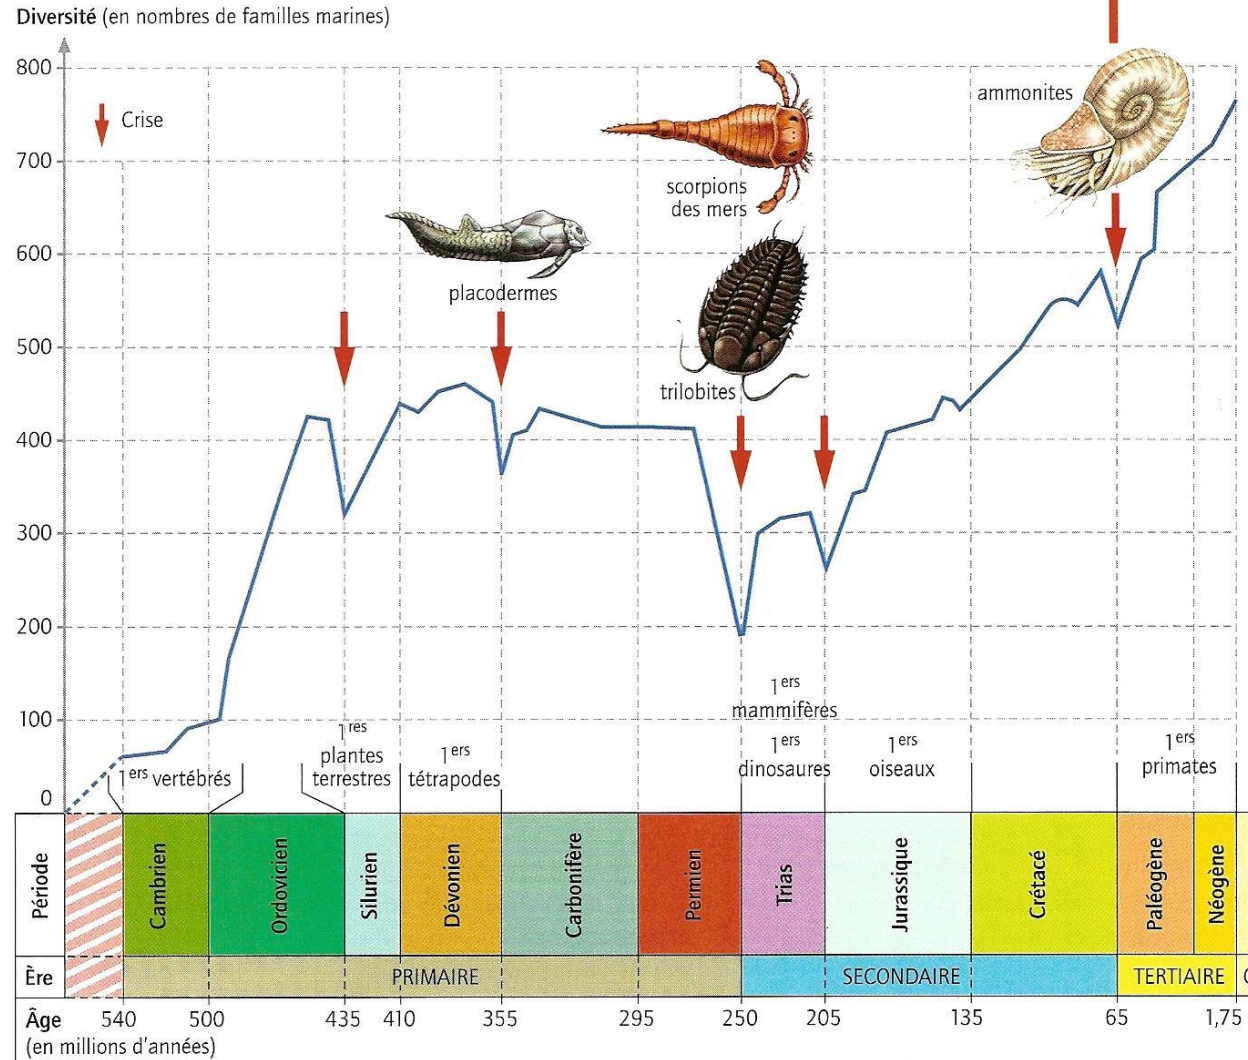 Diversité (en nombres de familles marines)
800
700
600
500
400
300
200
100
0
Crise
placodermes
scorpions
des mers
trilobites
ammonites
1ers vertébrés
1res
plantes
terrestres
1ers
tétrapodes
1ers
mammifères
1ers
dinosaures
1ers
oiseaux
1ers
primates
Période
Cambrien
Ordovicien
Silurien
Dévonien
Carbonifère
Permien
Trias
Jurassique
Crétacé
Paléogène
Néogène
Ère
PRIMAIRE
SECONDAIRE
TERTIAIRE
Âge
(en millions d'années)
540 500 435 410 355 295 250 205 135 65 1,75